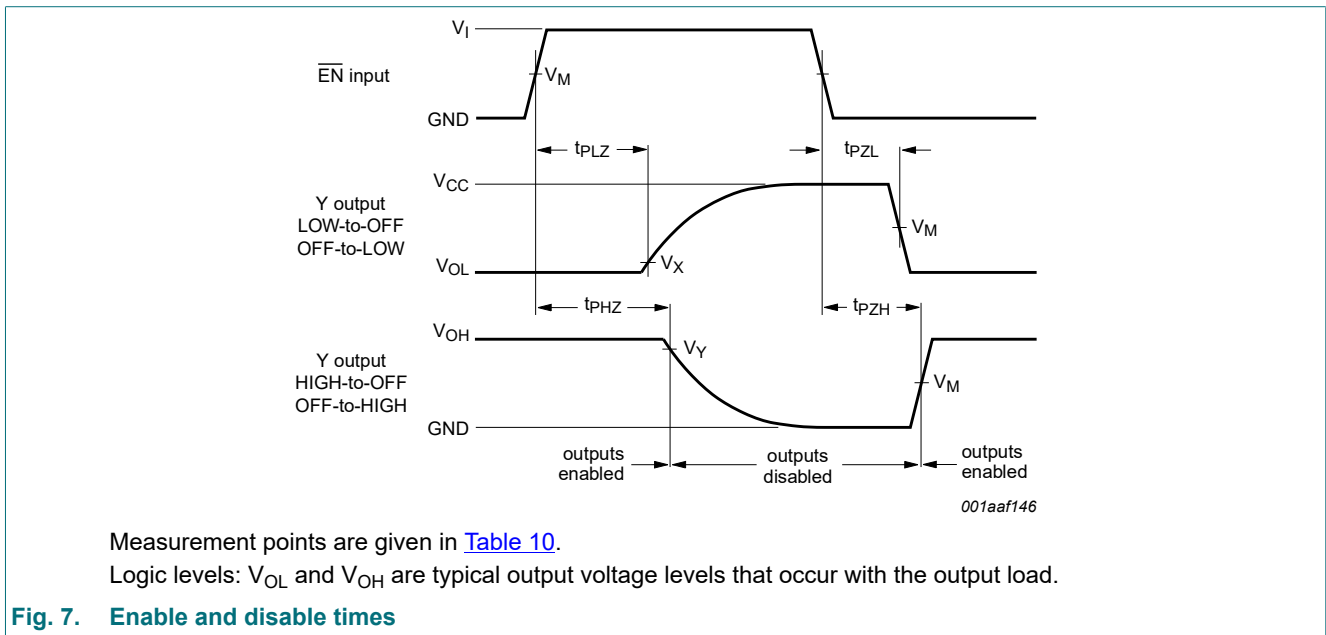 V_I
EN input
V_M
GND
t_PLZ
t_PZL
V_CC
Y output
LOW-to-OFF
OFF-to-LOW
V_M
V_OL
V_X
t_PHZ
t_PZH
V_OH
V_Y
Y output
HIGH-to-OFF
OFF-to-HIGH
V_M
GND
outputs
enabled
outputs
disabled
outputs
enabled
001aaf146
Measurement points are given in Table 10.
Logic levels: V_OL and V_OH are typical output voltage levels that occur with the output load.
Fig. 7. Enable and disable times